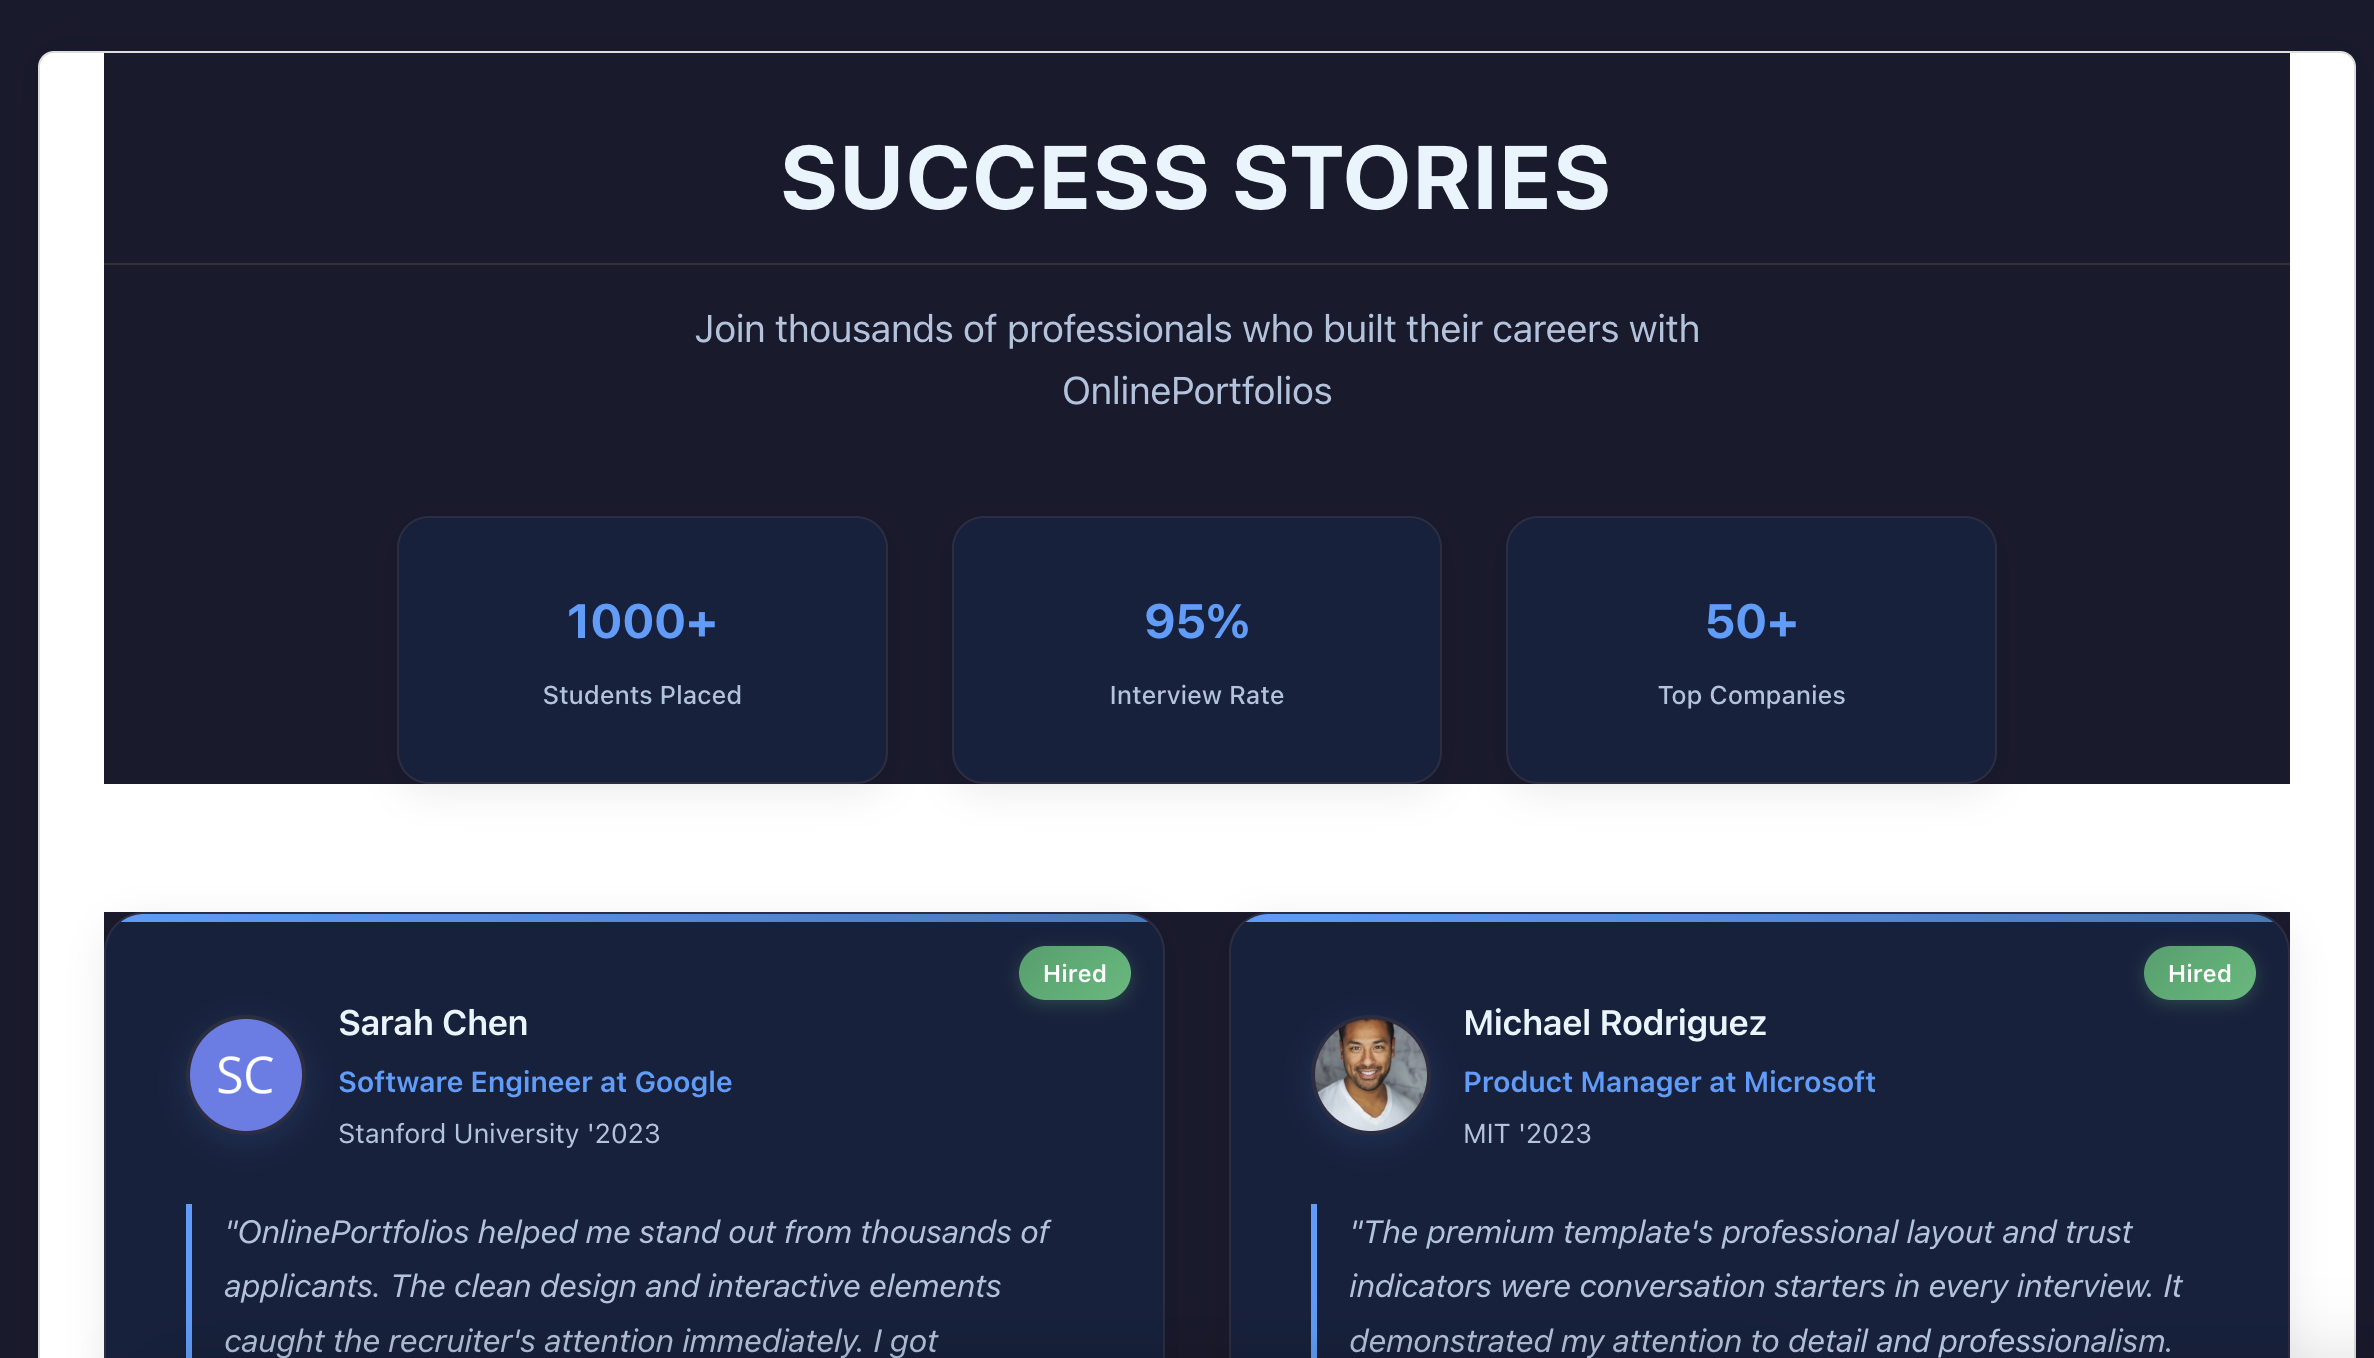 SUCCESS STORIES
Join thousands of professionals who built their careers with
OnlinePortfolios
1000+
Students Placed
95%
Interview Rate
50+
Top Companies
Hired
SC
Sarah Chen
Software Engineer at Google
Stanford University '2023
"OnlinePortfolios helped me stand out from thousands of
applicants. The clean design and interactive elements
caught the recruiter's attention immediately. I got
Hired
Michael Rodriguez
Product Manager at Microsoft
MIT '2023
"The premium template's professional layout and trust
indicators were conversation starters in every interview. It
demonstrated my attention to detail and professionalism.